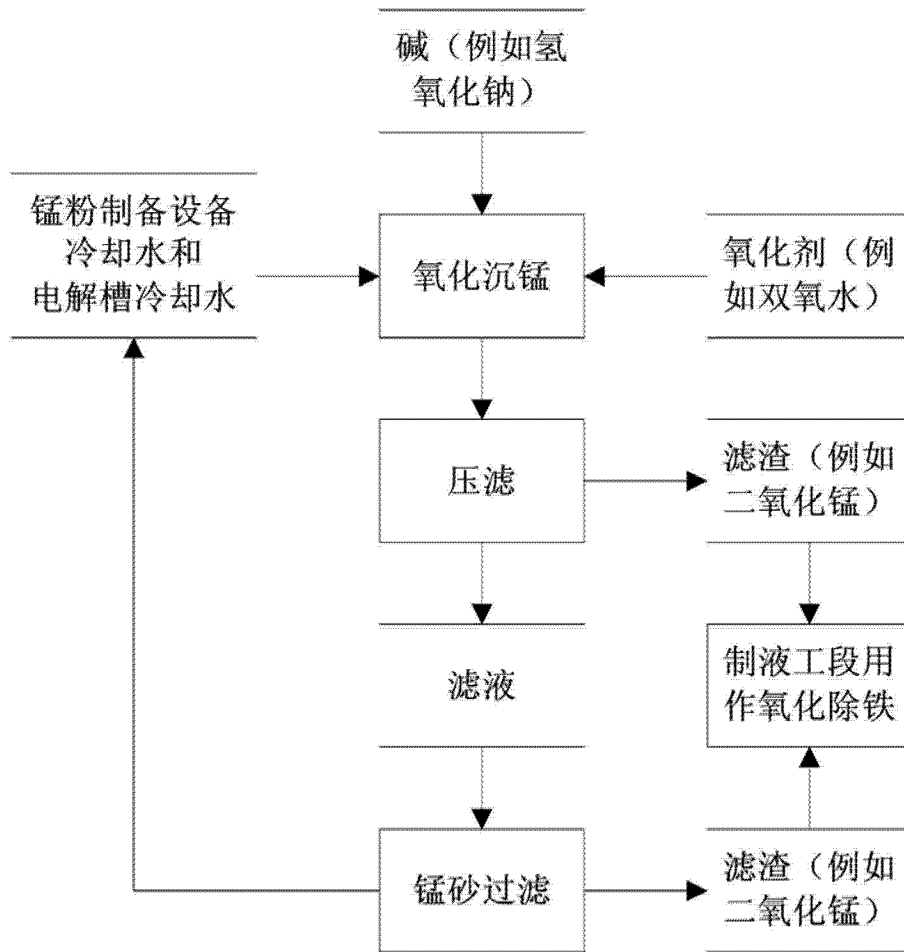 碱（例如氢
氧化钠）
锰粉制备设备
冷却水和
电解槽冷却水
氧化沉锰
氧化剂（例
如双氧水）
压滤
滤渣（例如
二氧化锰）
滤液
制液工段用
作氧化除铁
锰砂过滤
滤渣（例如
二氧化锰）